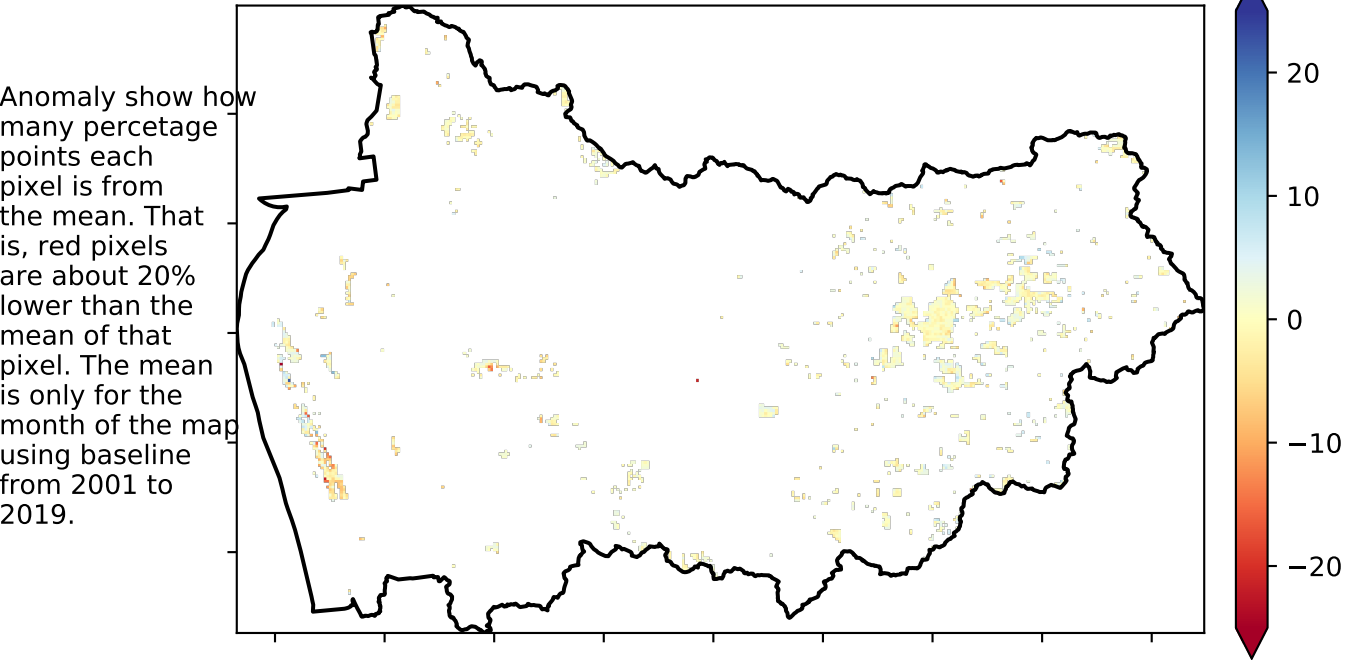 Anomaly show how
many percetage
points each
pixel is from
the mean. That
is, red pixels
are about 20%
lower than the
mean of that
pixel. The mean
is only for the
month of the map
using baseline
from 2001 to
2019.
20
10
0
−10
−20